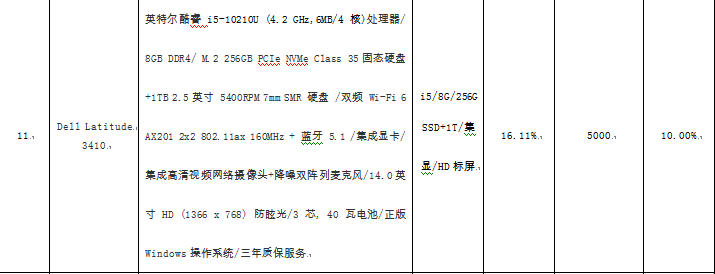 11.
Dell Latitude
3410
英特尔酷睿 i5-10210U (4.2 GHz,6MB/4 核)处理器/
8GB DDR4/ M.2 256GB PCIe NVMe Class 35 固态硬盘
+1TB 2.5 英寸 5400RPM 7mm SMR 硬盘 /双频 Wi-Fi 6
AX201 2x2 802.11ax 160MHz + 蓝牙 5.1 /集成显卡/
集成高清视频网络摄像头+降噪双阵列麦克风/14.0 英
寸 HD (1366 x 768) 防眩光/3 芯, 40 瓦电池/正版
Windows 操作系统/三年质保服务
i5/8G/256G
SSD+1T/集
显/HD 标屏
16.11%
5000
10.00%